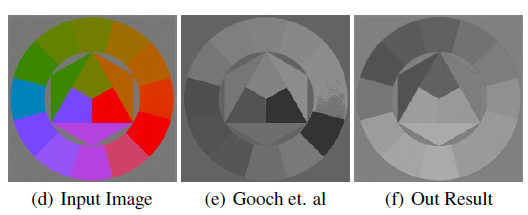 (d) Input Image
(e) Gooch et. al
(f) Out Result